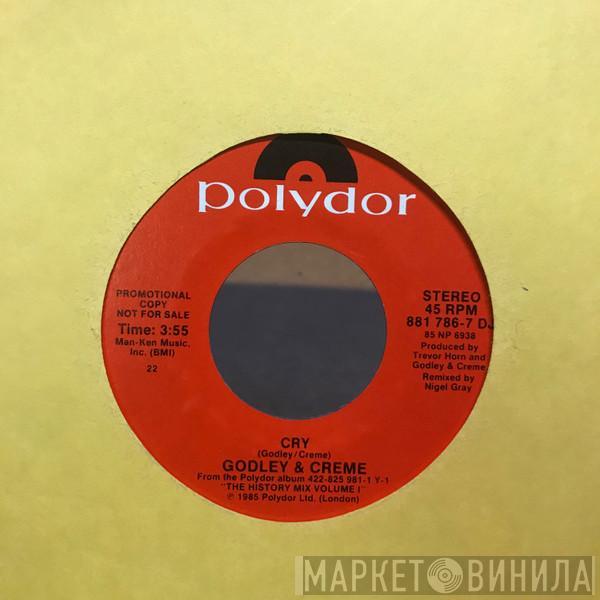 polydor
PROMOTIONAL
COPY
NOT FOR SALE
Time: 3:55
Man-Ken Music,
Inc. (BMI)
22
STEREO
45 RPM
881 786-7 DJ
85 NP 6938
Produced by
Trevor Horn and
Godley & Creme
Remixed by
Nigel Gray
CRY
(Godley/Creme)
GODLEY & CREME
From the Polydor album 422-825 981-1 Y-1
"THE HISTORY MIX VOLUME I"
℗ 1985 Polydor Ltd. (London)
МАРКЕТ ВИНИЛА